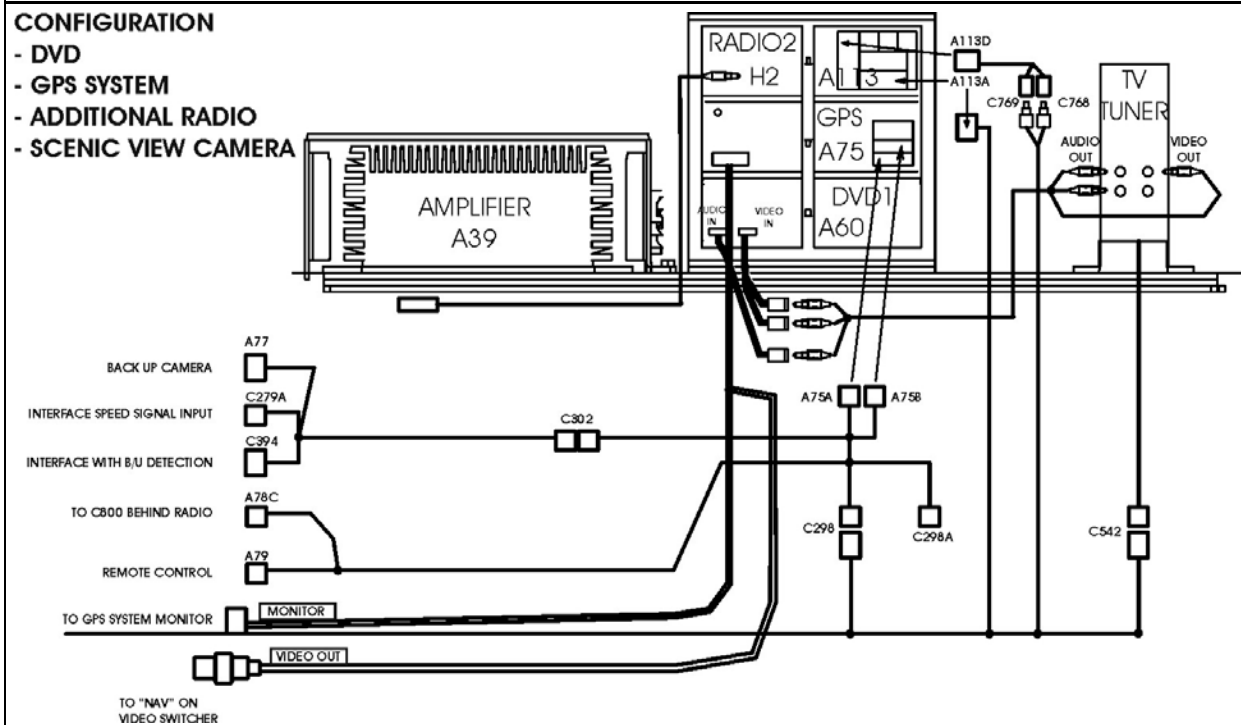 CONFIGURATION
- DVD
- GPS SYSTEM
- ADDITIONAL RADIO
- SCENIC VIEW CAMERA
RADIO2
H2
A113
A113D
A113A
C769
C768
TV
TUNER
AUDIO
OUT
VIDEO
OUT
GPS
A75
DVD1
A60
AUDIO
IN
VIDEO
IN
AMPLIFIER
A39
A77
BACK UP CAMERA
C279A
INTERFACE SPEED SIGNAL INPUT
C394
INTERFACE WITH B/U DETECTION
C302
A75A
A75B
A78C
TO C800 BEHIND RADIO
A79
REMOTE CONTROL
C298
C298A
C542
TO GPS SYSTEM MONITOR
MONITOR
VIDEO OUT
TO "NAV" ON
VIDEO SWITCHER